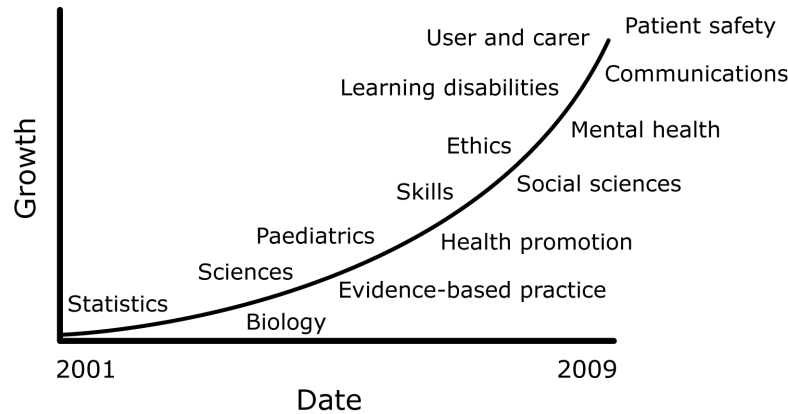 Patient safety
User and carer
Communications
Learning disabilities
Mental health
Ethics
Social sciences
Skills
Paediatrics
Health promotion
Sciences
Evidence-based practice
Statistics
Biology
Growth
2001
2009
Date